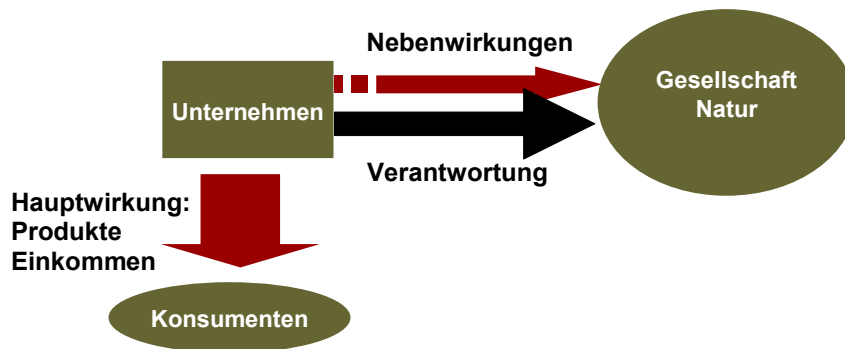 Nebenwirkungen
Unternehmen
Gesellschaft
Natur
Verantwortung
Hauptwirkung:
Produkte
Einkommen
Konsumenten